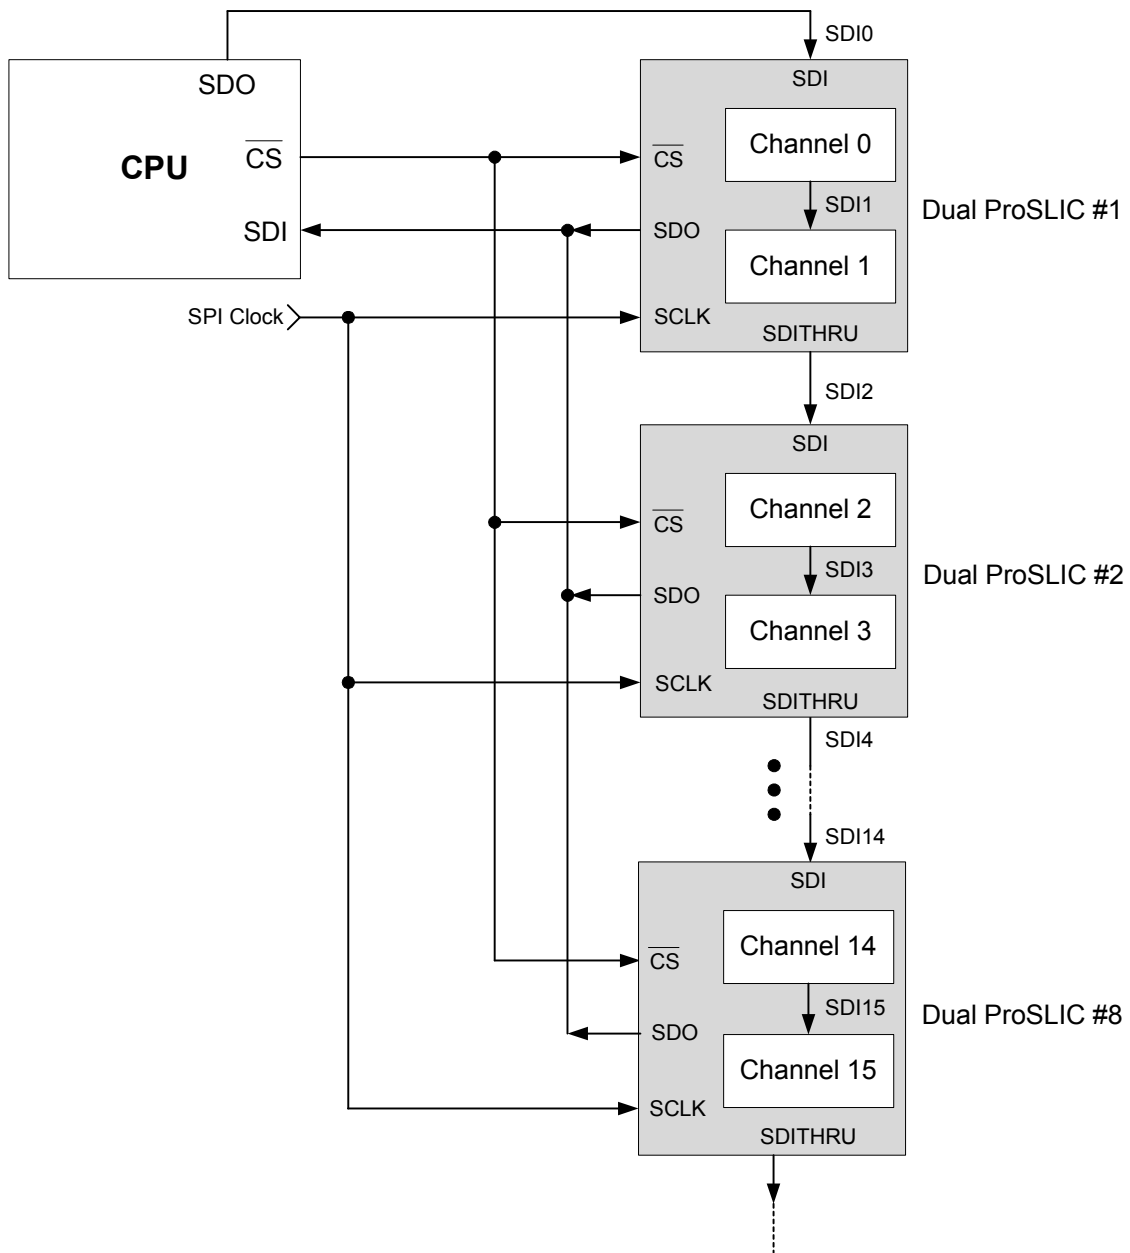 SDI0
SDO
CPU
CS
SDI
SPI Clock
SDI
Channel 0
SDI1
Channel 1
CS
SDO
SCLK
SDITHRU
Dual ProSLIC #1
SDI2
SDI
Channel 2
SDI3
Channel 3
CS
SDO
SCLK
SDITHRU
Dual ProSLIC #2
SDI4
SDI14
SDI
Channel 14
SDI15
Channel 15
CS
SDO
SCLK
SDITHRU
Dual ProSLIC #8